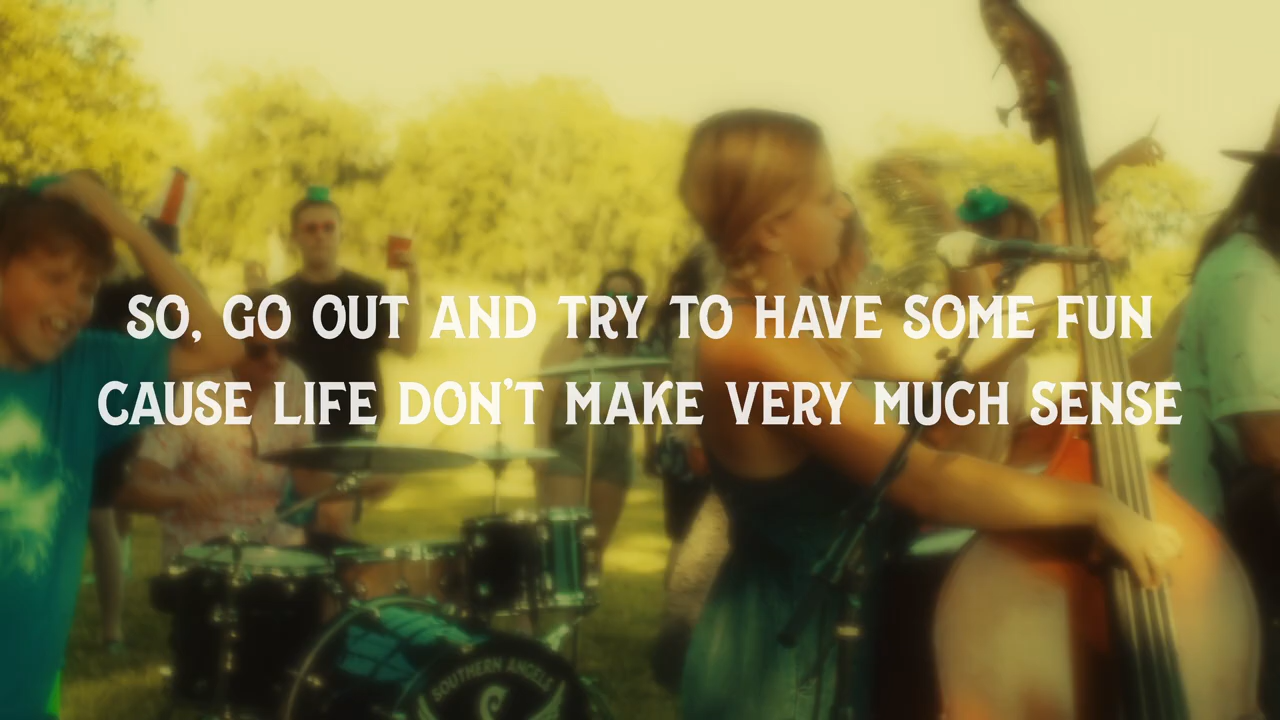 SO, GO OUT AND TRY TO HAVE SOME FUN
CAUSE LIFE DON'T MAKE VERY MUCH SENSE
SOUTHERN ANGELS